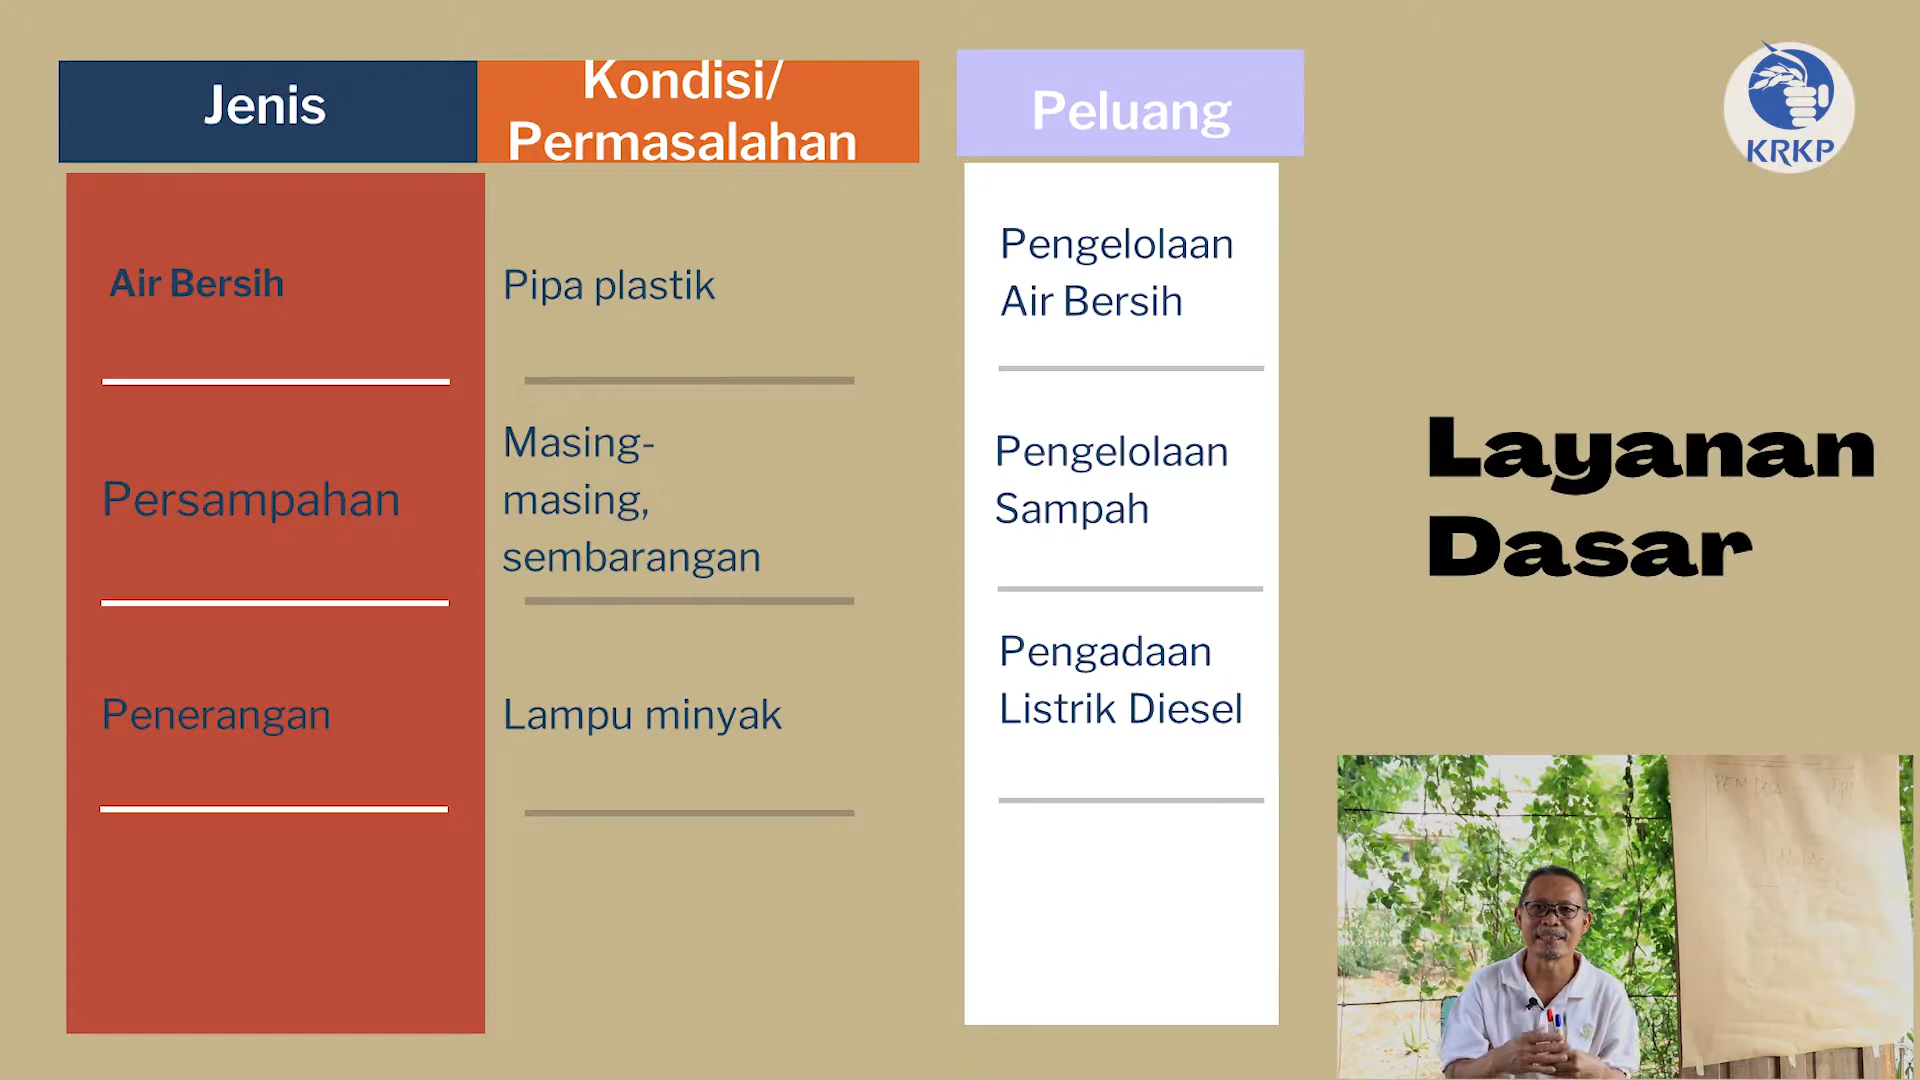 Jenis
Kondisi/
Permasalahan
Peluang
KRKP
Air Bersih
Pipa plastik
Pengelolaan
Air Bersih
Persampahan
Masing-
masing,
sembarangan
Pengelolaan
Sampah
Penerangan
Lampu minyak
Pengadaan
Listrik Diesel
Layanan
Dasar